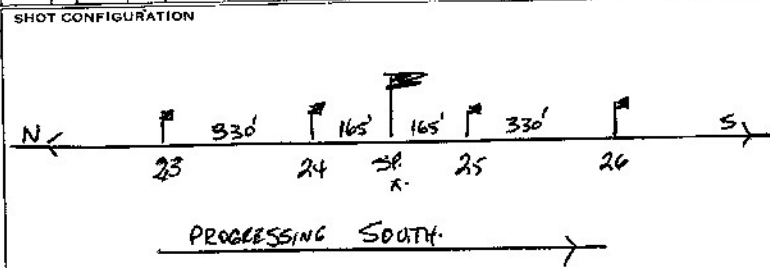 SHOT CONFIGURATION
N 330' 165' 165' 330' S
23 24 SP. 25 26
PROGRESSING SOUTH.